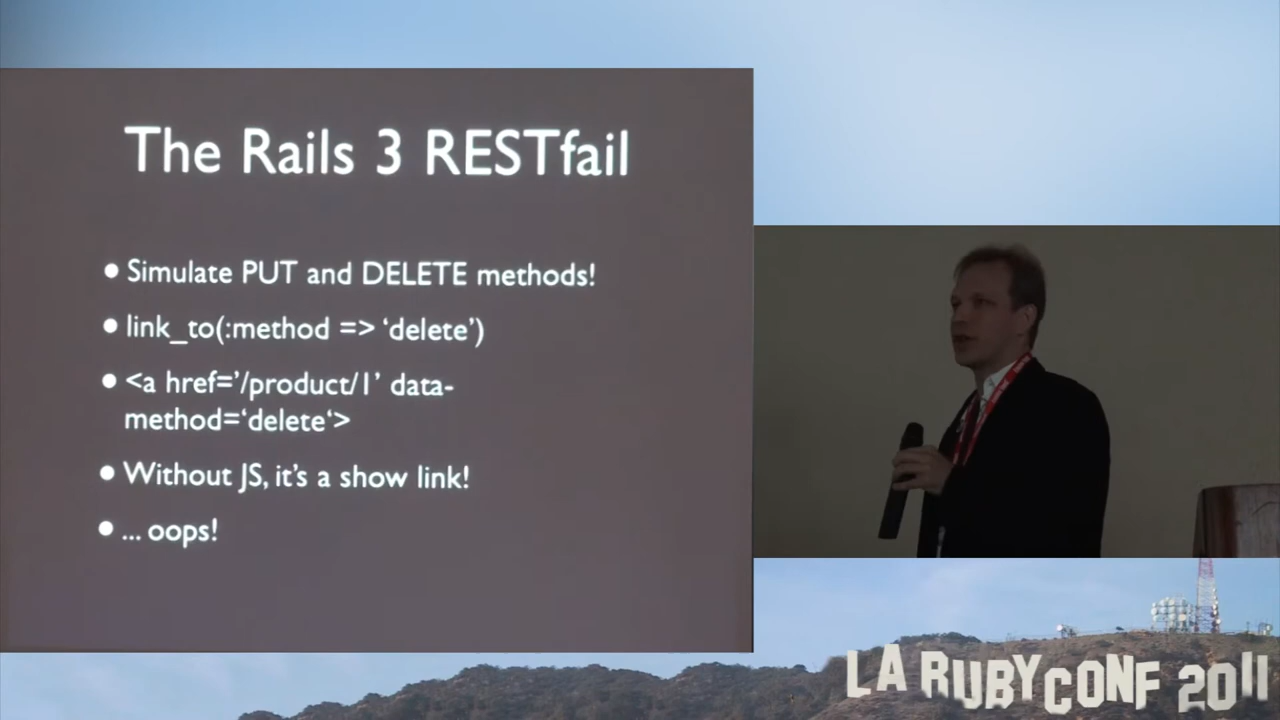 The Rails 3 RESTfail
• Simulate PUT and DELETE methods!
• link_to(:method => ‘delete’)
• <a href=’/product/1’ data-
method=‘delete‘>
• Without JS, it’s a show link!
• ... oops!
LA RUBYCONF 2011